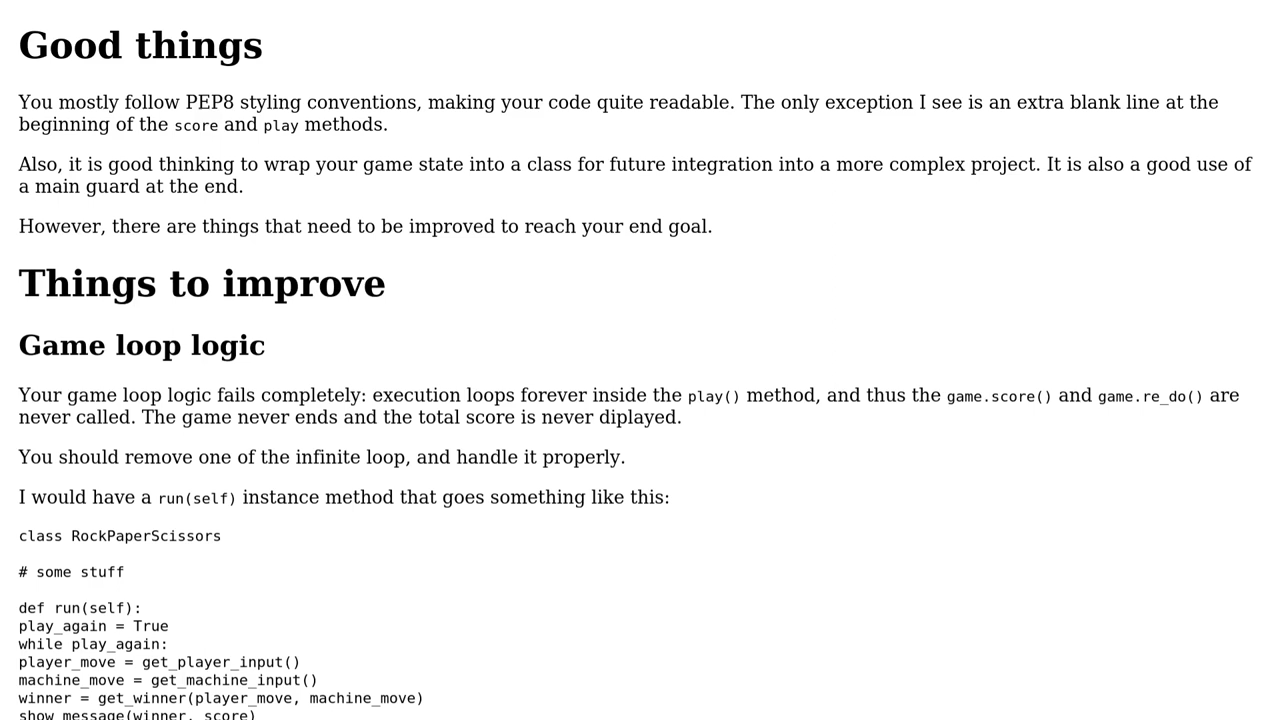 Good things
You mostly follow PEP8 styling conventions, making your code quite readable. The only exception I see is an extra blank line at the
beginning of the score and play methods.
Also, it is good thinking to wrap your game state into a class for future integration into a more complex project. It is also a good use of
a main guard at the end.
However, there are things that need to be improved to reach your end goal.
Things to improve
Game loop logic
Your game loop logic fails completely: execution loops forever inside the play() method, and thus the game.score() and game.re_do() are
never called. The game never ends and the total score is never diplayed.
You should remove one of the infinite loop, and handle it properly.
I would have a run(self) instance method that goes something like this:
class RockPaperScissors
# some stuff
def run(self):
play_again = True
while play_again:
player_move = get_player_input()
machine_move = get_machine_input()
winner = get_winner(player_move, machine_move)
show_message(winner, score)